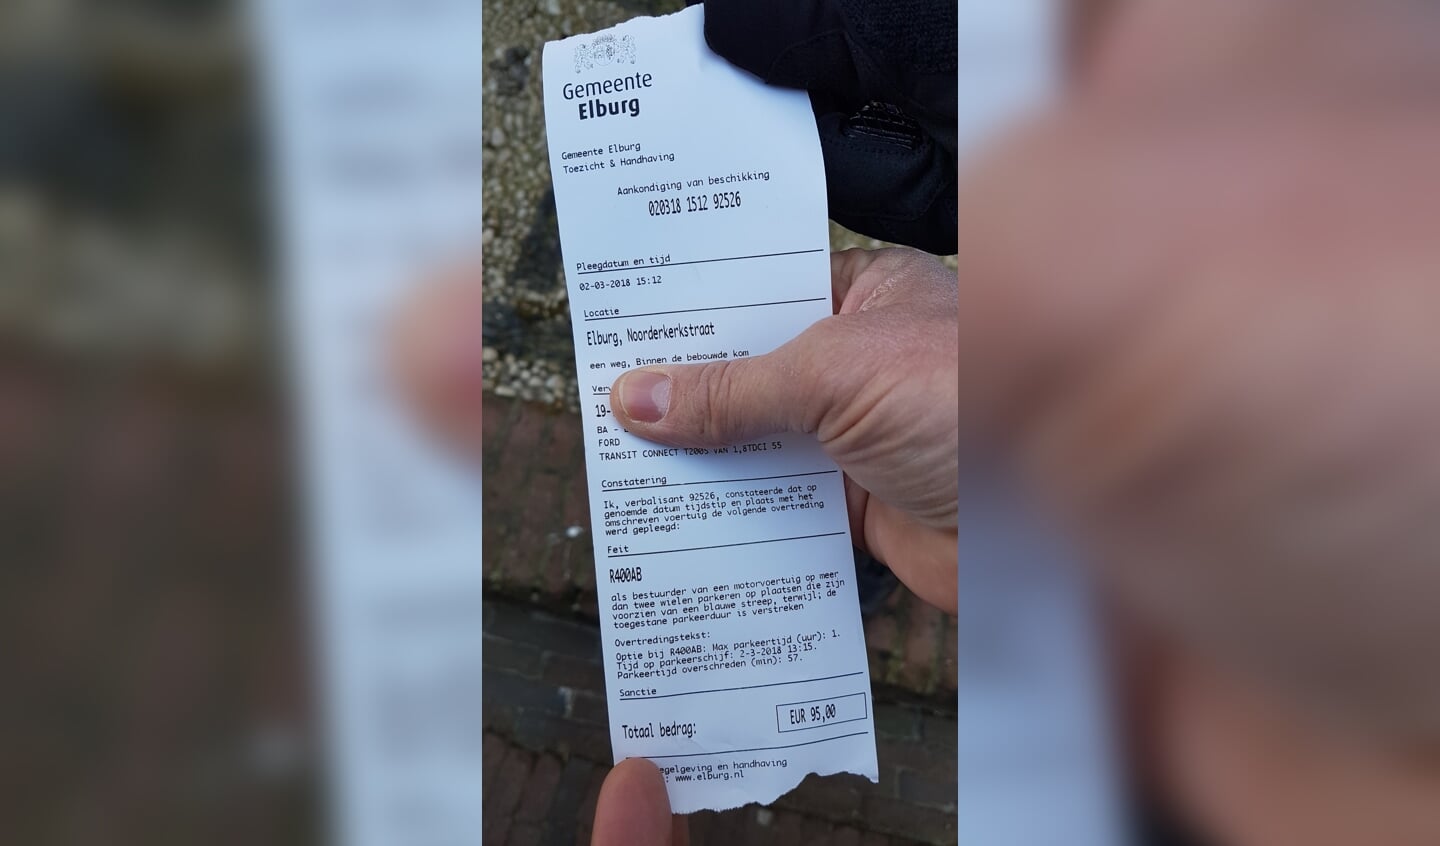 Gemeente
Elburg
Gemeente Elburg
Toezicht & Handhaving
Aankondiging van beschikking
020318 1512 92526
Pleegdatum en tijd
02-03-2018 15:12
Locatie
Elburg, Noorderkerkstraat
een weg, Binnen de bebouwde kom
19-
BA -
FORD
TRANSIT CONNECT T200S VAN 1,8TDCI 55
Constatering
Ik, verbalisant 92526, constateerde dat op
genoemde datum tijdstip en plaats met het
omschreven voertuig de volgende overtreding
werd gepleegd:
Feit
R400AB
als bestuurder van een motorvoertuig op meer
dan twee wielen parkeren op plaatsen die zijn
voorzien van een blauwe streep, terwijl; de
toegestane parkeerduur is verstreken
Overtredingstekst:
Optie bij R400AB: Max parkeertijd (uur): 1.
Tijd op parkeerschijf: 2-3-2018 13:15.
Parkeertijd overschreden (min): 57.
Sanctie
Totaal bedrag:
EUR 95,00
egelgeving en handhaving
: www.elburg.nl